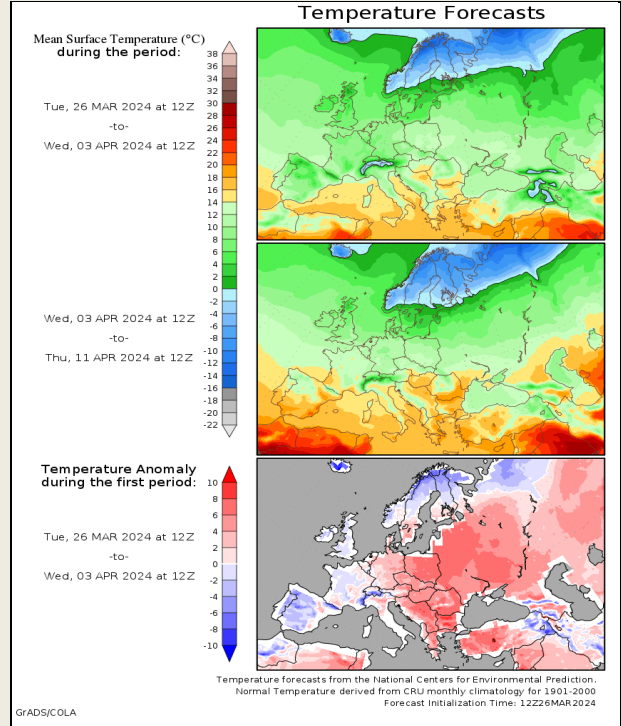 Temperature Forecasts
Mean Surface Temperature (°C)
during the period:
38
36
34
32
30
28
26
24
22
20
18
16
14
12
10
8
6
4
2
0
-2
-4
-6
-8
-10
-12
-14
-16
-18
-20
-22
Tue, 26 MAR 2024 at 12Z
-to-
Wed, 03 APR 2024 at 12Z
Wed, 03 APR 2024 at 12Z
-to-
Thu, 11 APR 2024 at 12Z
Temperature Anomaly
during the first period:
10
8
6
4
2
0
-2
-4
-6
-8
-10
Tue, 26 MAR 2024 at 12Z
-to-
Wed, 03 APR 2024 at 12Z
Temperature forecasts from the National Centers for Environmental Prediction.
Normal Temperature derived from CRU monthly climatology for 1901-2000
Forecast Initialization Time: 12Z26MAR2024
GrADS/COLA